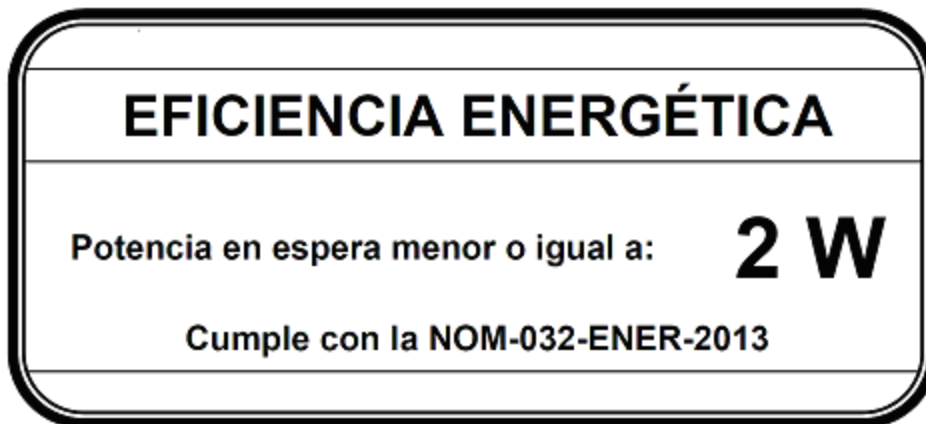 EFICIENCIA ENERGÉTICA
Potencia en espera menor o igual a: 2 W
Cumple con la NOM-032-ENER-2013